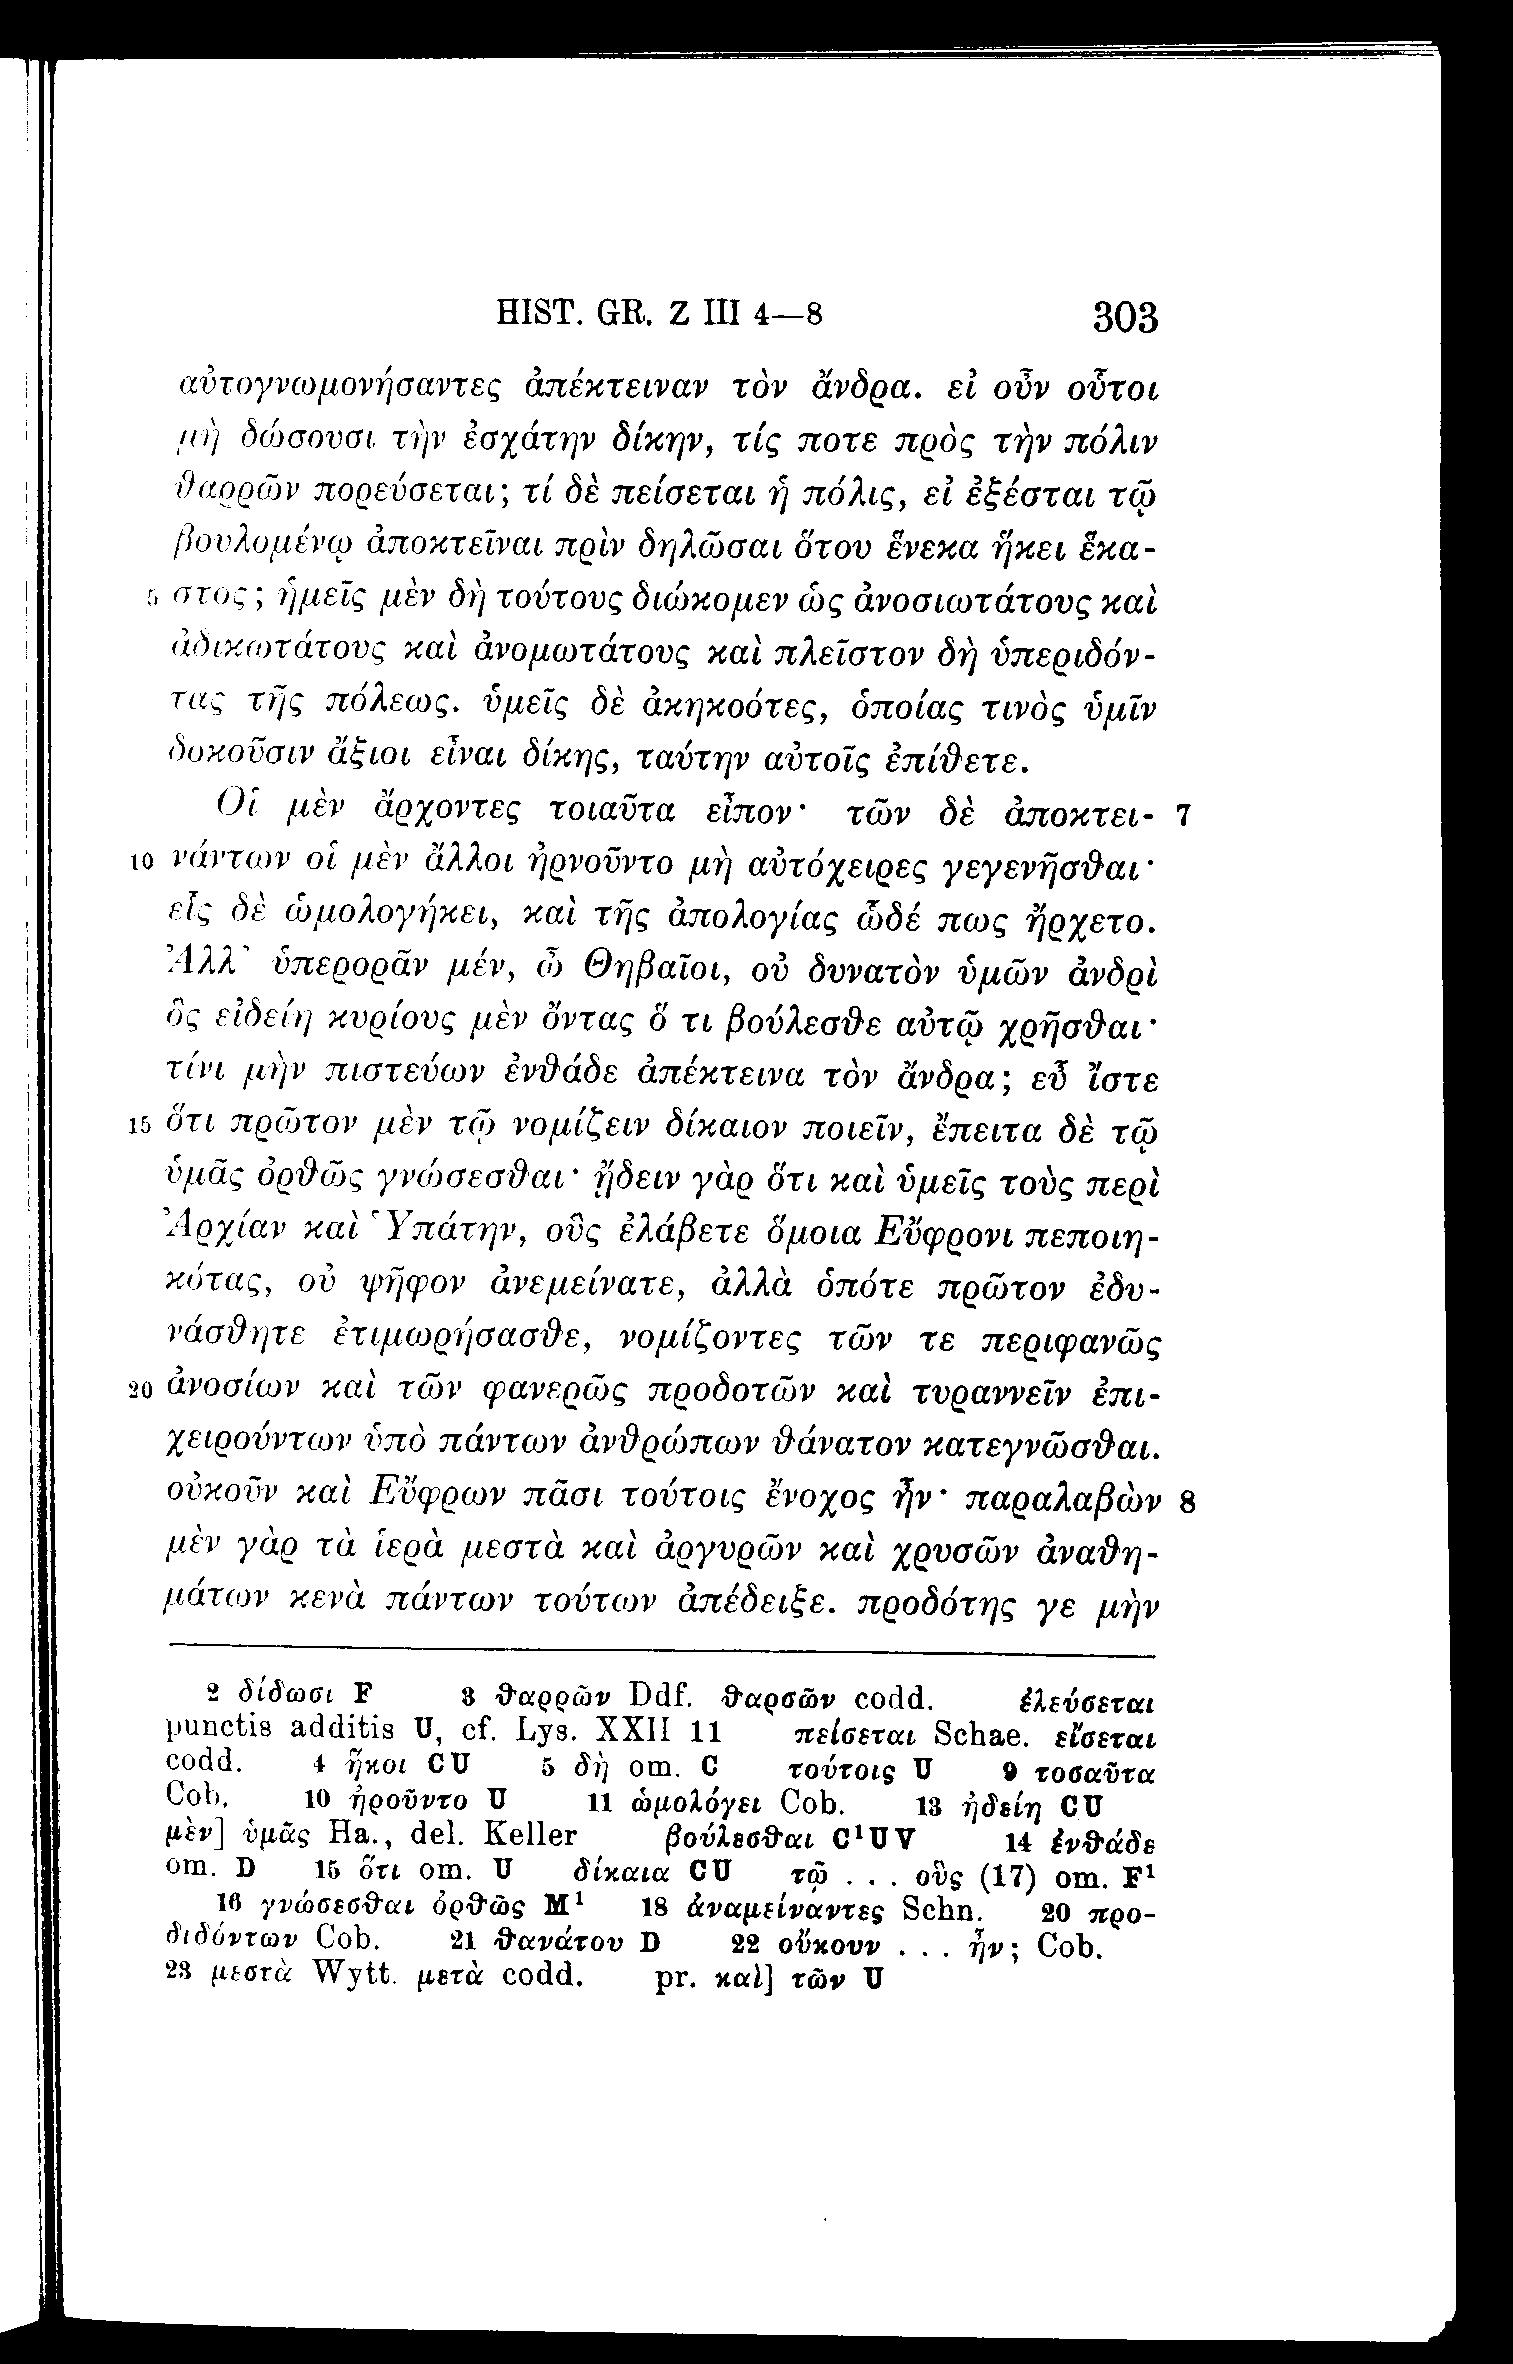 HIST. GR. Z III 4—8 303
αὐτογνωμονήσαντες ἀπέκτειναν τὸν ἄνδρα. εἰ οὖν οὗτοι
μὴ δώσουσι τὴν ἐσχάτην δίκην, τίς ποτε πρὸς τὴν πόλιν
θαρρῶν πορεύσεται; τί δὲ πείσεται ἡ πόλις, εἰ ἐξέσται τῷ
βουλομένῳ ἀποκτεῖναι πρὶν δηλῶσαι ὅτου ἕνεκα ἥκει ἕκα-
5 στος; ἡμεῖς μὲν δὴ τούτους διώκομεν ὡς ἀνοσιωτάτους καὶ
ἀδικωτάτους καὶ ἀνομωτάτους καὶ πλεῖστον δὴ ὑπεριδόν-
τας τῆς πόλεως. ὑμεῖς δὲ ἀκηκοότες, ὁποίας τινὸς ὑμῖν
δοκοῦσιν ἄξιοι εἶναι δίκης, ταύτην αὐτοῖς ἐπίθετε.
Οἱ μὲν ἄρχοντες τοιαῦτα εἶπον· τῶν δὲ ἀποκτει- 7
10 νάντων οἱ μὲν ἄλλοι ἠρνοῦντο μὴ αὐτόχειρες γεγενῆσθαι·
εἷς δὲ ὡμολογήκει, καὶ τῆς ἀπολογίας ὧδέ πως ἤρχετο.
Ἀλλ’ ὑπερορᾶν μέν, ὦ Θηβαῖοι, οὐ δυνατὸν ὑμῶν ἀνδρὶ
ὃς εἰδείη κυρίους μὲν ὄντας ὅ τι βούλεσθε αὐτῷ χρῆσθαι·
τίνι μὴν πιστεύων ἐνθάδε ἀπέκτεινα τὸν ἄνδρα; εὖ ἴστε
15 ὅτι πρῶτον μὲν τῷ νομίζειν δίκαιον ποιεῖν, ἔπειτα δὲ τῷ
ὑμᾶς ὀρθῶς γνώσεσθαι· ᾔδειν γὰρ ὅτι καὶ ὑμεῖς τοὺς περὶ
Ἀρχίαν καὶ Ὑπάτην, οὓς ἐλάβετε ὅμοια Εὔφρονι πεποιη-
κότας, οὐ ψῆφον ἀνεμείνατε, ἀλλὰ ὁπότε πρῶτον ἐδυ-
νάσθητε ἐτιμωρήσασθε, νομίζοντες τῶν τε περιφανῶς
20 ἀνοσίων καὶ τῶν φανερῶς προδοτῶν καὶ τυραννεῖν ἐπι-
χειρούντων ὑπὸ πάντων ἀνθρώπων θάνατον κατεγνῶσθαι.
οὐκοῦν καὶ Εὔφρων πᾶσι τούτοις ἔνοχος ἦν· παραλαβὼν 8
μὲν γὰρ τὰ ἱερὰ μεστὰ καὶ ἀργυρῶν καὶ χρυσῶν ἀναθη-
μάτων κενὰ πάντων τούτων ἀπέδειξε. προδότης γε μὴν
2 δίδωσι F 3 θαρρῶν Ddf. θαρσῶν codd. ἐλεύσεται
punctis additis U, cf. Lys. XXII 11 πείσεται Schae. εἴσεται
codd. 4 ἥκοι CU 5 δὴ om. C τούτοις U 9 τοσαῦτα
Cob. 10 ἠροῦντο U 11 ὡμολόγει Cob. 13 ἠδείη CU
μὲν] ὑμᾶς Ha., del. Keller βούλεσθαι C¹UV 14 ἐνθάδε
om. D 15 ὅτι om. U δίκαια CU τῷ . . . οὓς (17) om. F¹
16 γνώσεσθαι ὀρθῶς M¹ 18 ἀναμείναντες Schn. 20 προ-
διδόντων Cob. 21 θανάτου D 22 οὔκουν . . . ἦν; Cob.
23 μεστὰ Wytt. μετὰ codd. pr. καὶ] τῶν U